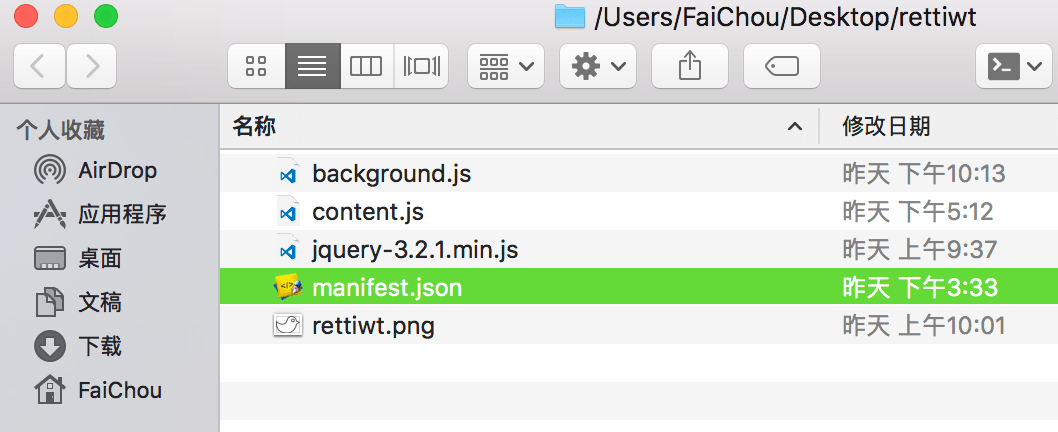 /Users/FaiChou/Desktop/rettiwt
个人收藏
AirDrop
应用程序
桌面
文稿
下载
FaiChou
名称 修改日期
background.js 昨天 下午10:13
content.js 昨天 下午5:12
jquery-3.2.1.min.js 昨天 上午9:37
manifest.json 昨天 下午3:33
rettiwt.png 昨天 上午10:01